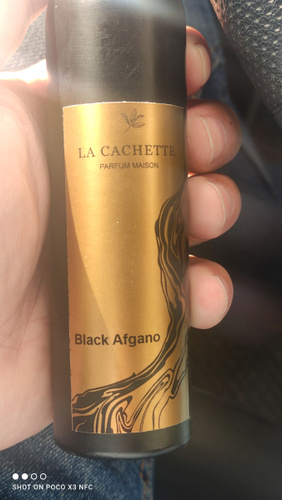 LA CACHETTE
PARFUM MAISON
Black Afgano
SHOT ON POCO X3 NFC